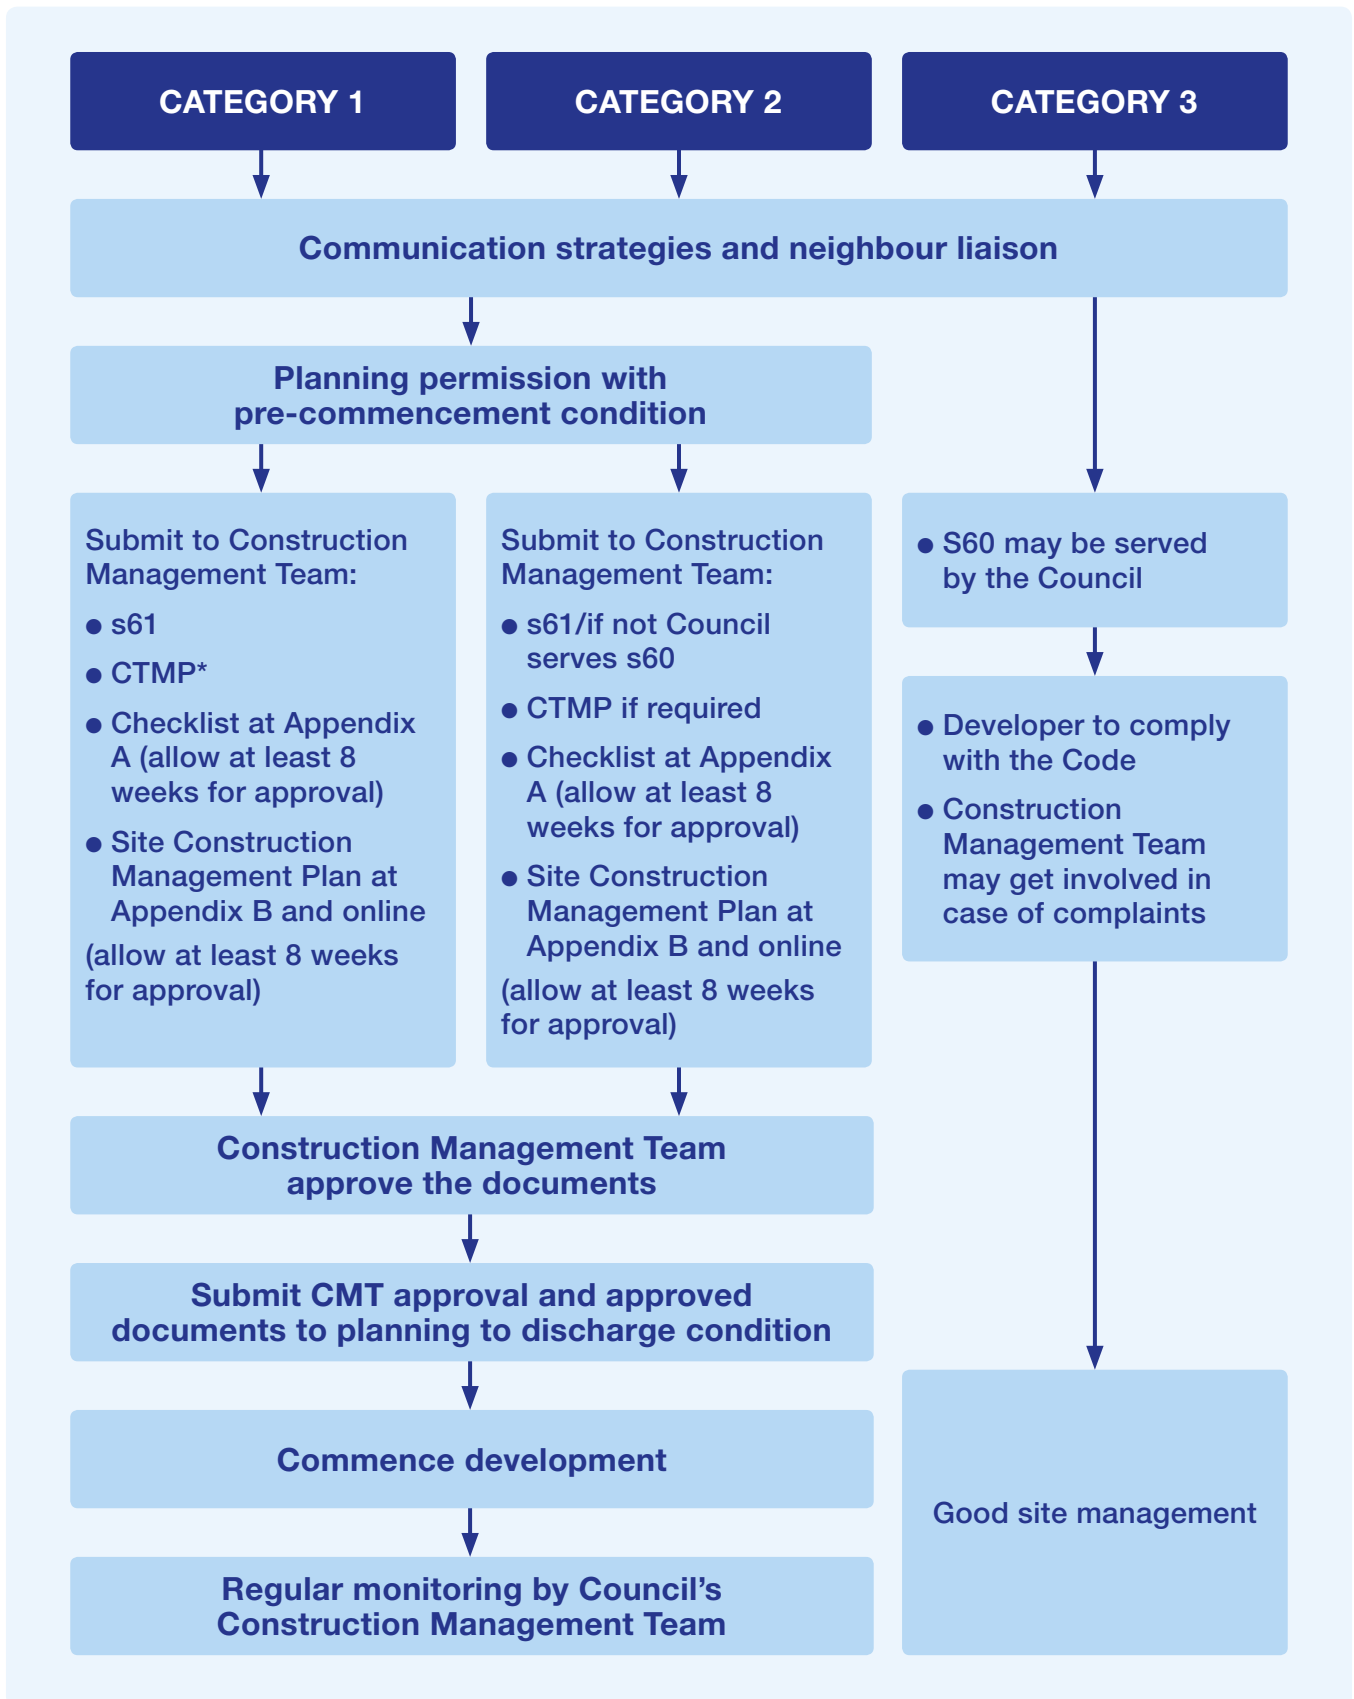 CATEGORY 1
CATEGORY 2
CATEGORY 3
Communication strategies and neighbour liaison
Planning permission with
pre-commencement condition
Submit to Construction
Management Team:
● s61
● CTMP*
● Checklist at Appendix
A (allow at least 8
weeks for approval)
● Site Construction
Management Plan at
Appendix B and online
(allow at least 8 weeks
for approval)
Submit to Construction
Management Team:
● s61/if not Council
serves s60
● CTMP if required
● Checklist at Appendix
A (allow at least 8
weeks for approval)
● Site Construction
Management Plan at
Appendix B and online
(allow at least 8 weeks
for approval)
● S60 may be served
by the Council
● Developer to comply
with the Code
● Construction
Management Team
may get involved in
case of complaints
Construction Management Team
approve the documents
Submit CMT approval and approved
documents to planning to discharge condition
Commence development
Good site management
Regular monitoring by Council’s
Construction Management Team